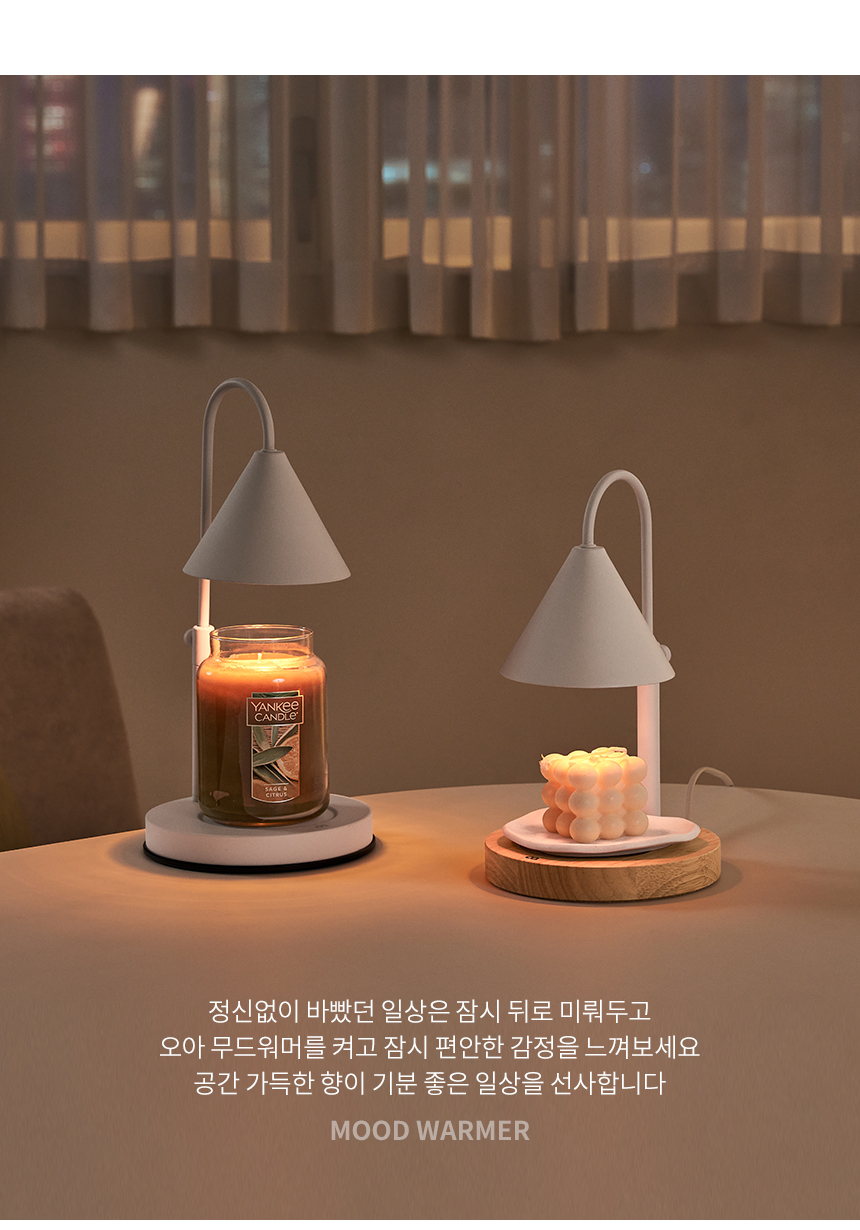 YANKEE
CANDLE®
SAGE &
CITRUS
정신없이 바빴던 일상은 잠시 뒤로 미뤄두고
오아 무드워머를 켜고 잠시 편안한 감정을 느껴보세요
공간 가득한 향이 기분 좋은 일상을 선사합니다
MOOD WARMER